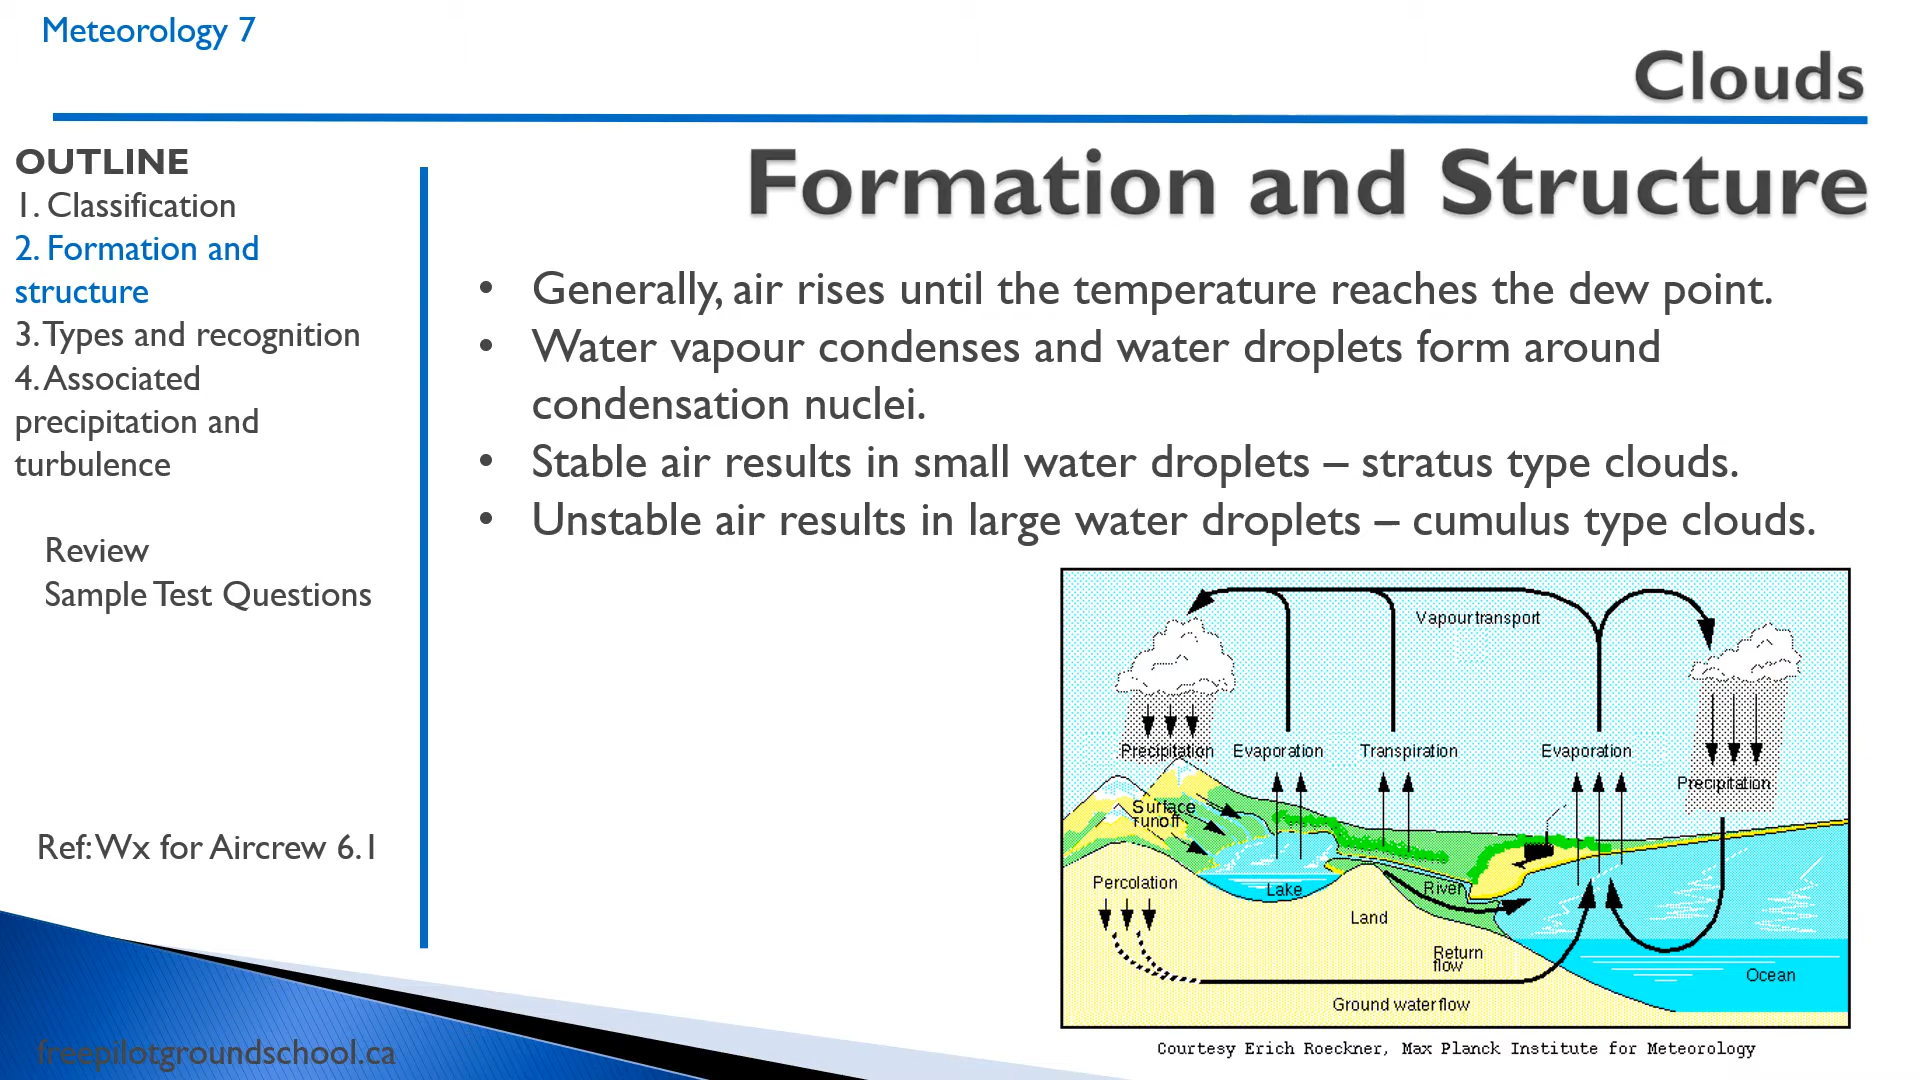 Meteorology 7
Clouds
OUTLINE
1. Classification
2. Formation and
structure
3. Types and recognition
4. Associated
precipitation and
turbulence
Review
Sample Test Questions
Ref: Wx for Aircrew 6.1
freepilotgroundschool.ca
Formation and Structure
• Generally, air rises until the temperature reaches the dew point.
• Water vapour condenses and water droplets form around
condensation nuclei.
• Stable air results in small water droplets – stratus type clouds.
• Unstable air results in large water droplets – cumulus type clouds.
Vapour transport
Precipitation
Evaporation
Transpiration
Evaporation
Precipitation
Surface
runoff
Percolation
Lake
River
Land
Return
flow
Ocean
Ground water flow
Courtesy Erich Roeckner, Max Planck Institute for Meteorology